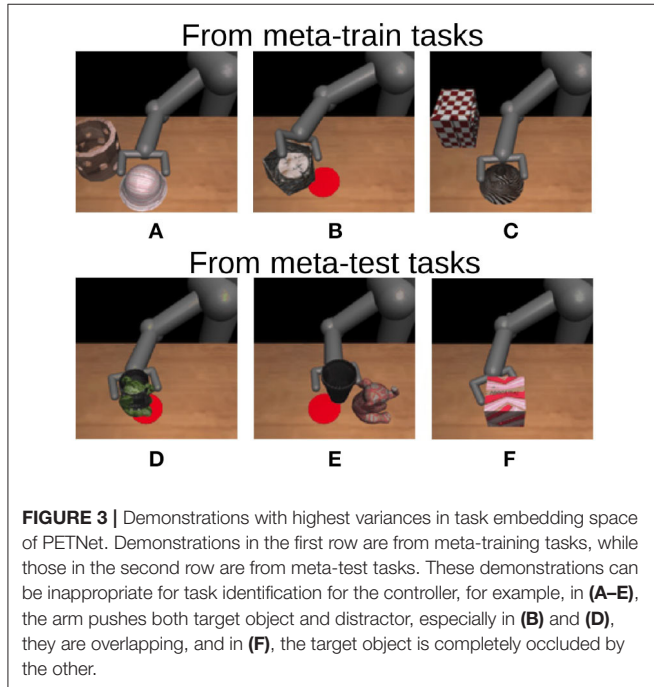 From meta-train tasks
A B C
From meta-test tasks
D E F
FIGURE 3 | Demonstrations with highest variances in task embedding space
of PETNet. Demonstrations in the first row are from meta-training tasks, while
those in the second row are from meta-test tasks. These demonstrations can
be inappropriate for task identification for the controller, for example, in (A–E),
the arm pushes both target object and distractor, especially in (B) and (D),
they are overlapping, and in (F), the target object is completely occluded by
the other.